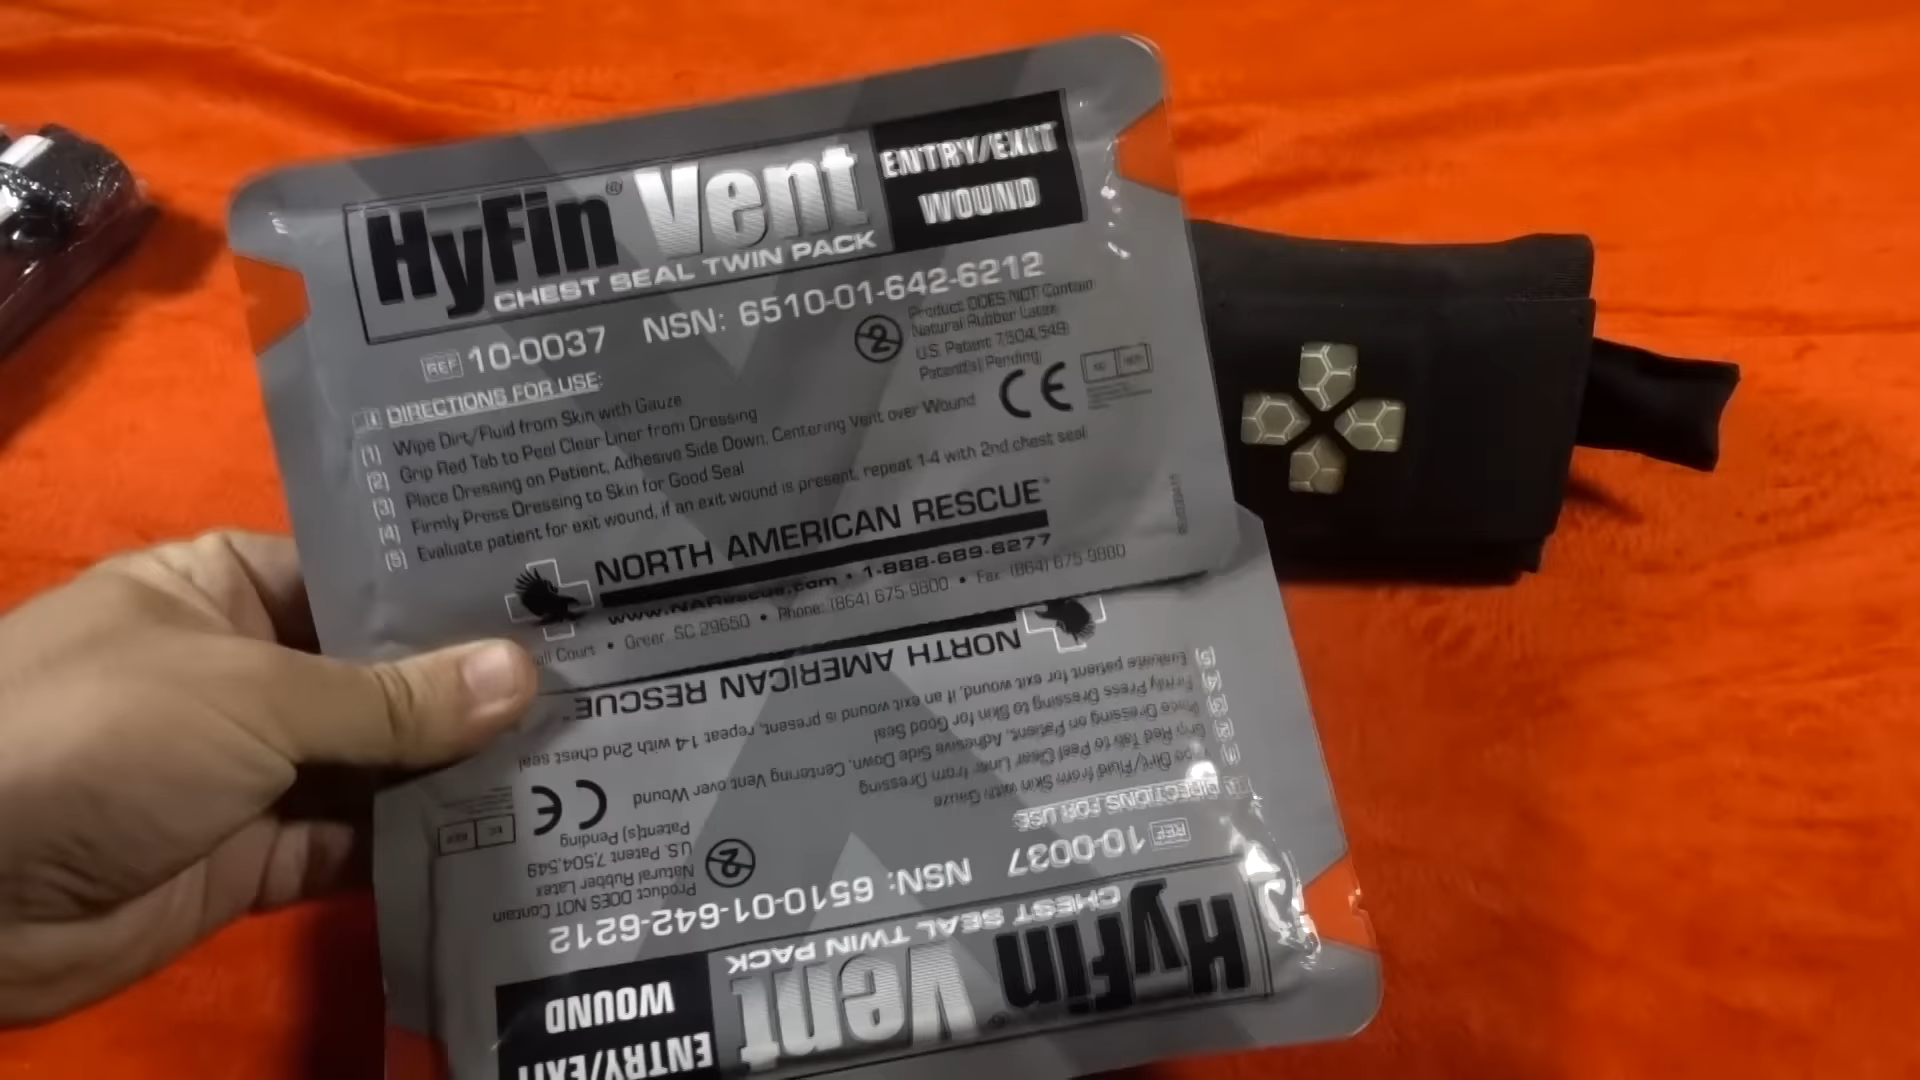 HyFin® Vent
ENTRY/EXIT
WOUND
CHEST SEAL TWIN PACK
REF 10-0037 NSN: 6510-01-642-6212
Product DOES NOT Contain
Natural Rubber Latex
U.S. Patent 7,504,549
Patent(s) Pending
CE
DIRECTIONS FOR USE:
(1) Wipe Dirt/Fluid from Skin with Gauze
(2) Grip Red Tab to Peel Clear Liner from Dressing
(3) Place Dressing on Patient, Adhesive Side Down, Centering Vent over Wound
(4) Firmly Press Dressing to Skin for Good Seal
(5) Evaluate patient for exit wound, if an exit wound is present, repeat 1-4 with 2nd chest seal
NORTH AMERICAN RESCUE®
www.NARescue.com • 1-888-689-6277
Court • Greer, SC 29650 • Phone: (864) 675-9800 • Fax (864) 675-9800
HyFin® Vent
ENTRY/EXIT
WOUND
CHEST SEAL TWIN PACK
REF 10-0037 NSN: 6510-01-642-6212
Product DOES NOT Contain
Natural Rubber Latex
U.S. Patent 7,504,549
Patent(s) Pending
CE
DIRECTIONS FOR USE:
(1) Wipe Dirt/Fluid from Skin with Gauze
(2) Grip Red Tab to Peel Clear Liner from Dressing
(3) Place Dressing on Patient, Adhesive Side Down, Centering Vent over Wound
(4) Firmly Press Dressing to Skin for Good Seal
(5) Evaluate patient for exit wound, if an exit wound is present, repeat 1-4 with 2nd chest seal
NORTH AMERICAN RESCUE®